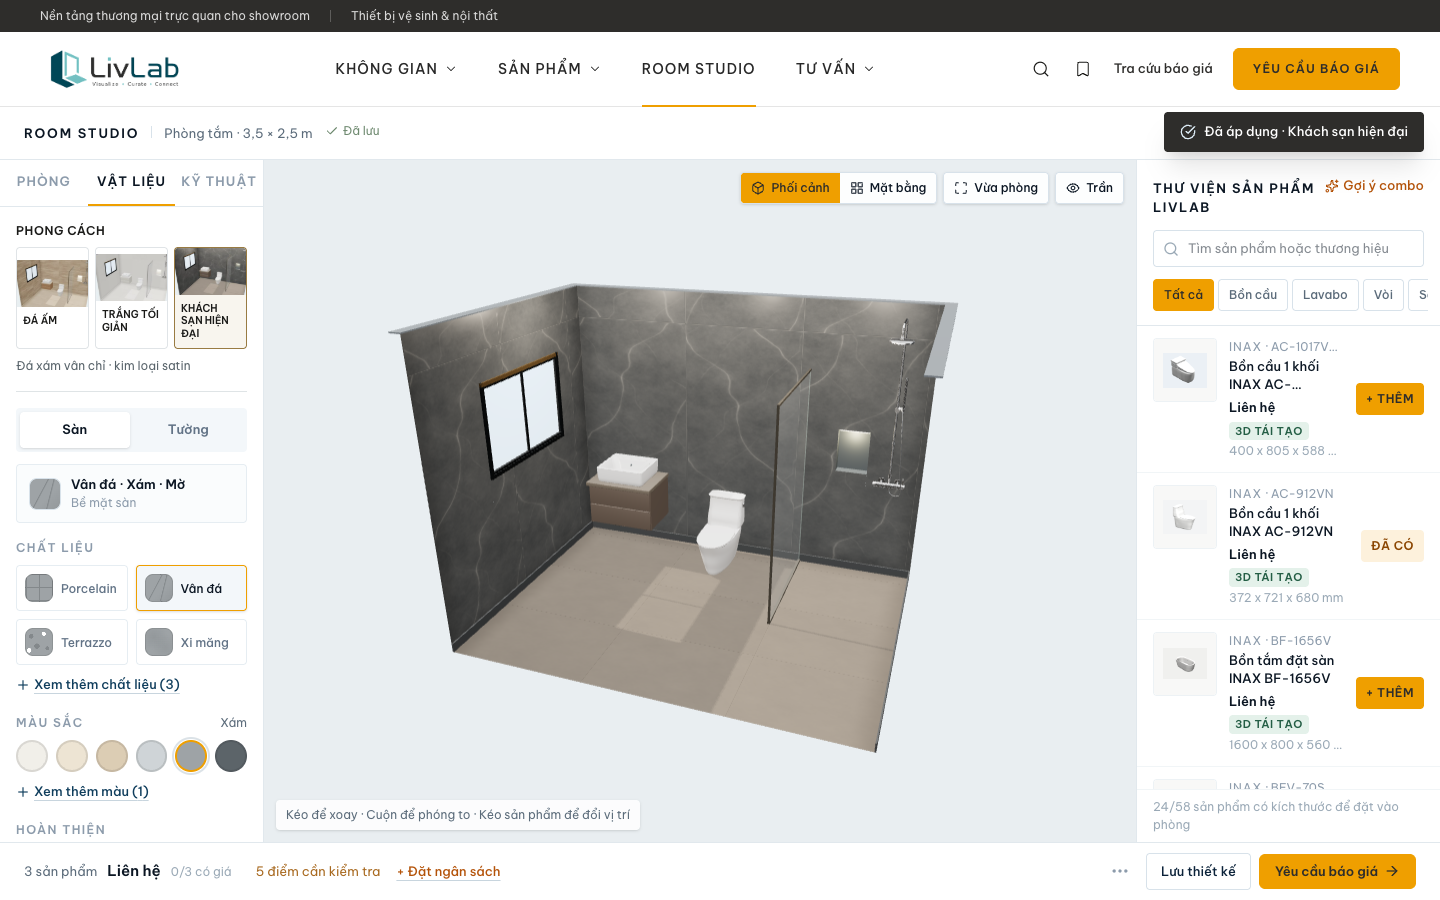 Nền tảng thương mại trực quan cho showroom
Thiết bị vệ sinh & nội thất
LivLab
Visualize • Curate • Connect
KHÔNG GIAN
SẢN PHẨM
ROOM STUDIO
TƯ VẤN
Tra cứu báo giá
YÊU CẦU BÁO GIÁ
ROOM STUDIO
Phòng tắm · 3,5 × 2,5 m
Đã lưu
Đã áp dụng · Khách sạn hiện đại
PHÒNG
VẬT LIỆU
KỸ THUẬT
PHONG CÁCH
ĐÁ ẤM
TRẮNG TỐI GIẢN
KHÁCH SẠN HIỆN ĐẠI
Đá xám vân chỉ · kim loại satin
Sàn
Tường
Vân đá · Xám · Mờ
Bề mặt sàn
CHẤT LIỆU
Porcelain
Vân đá
Terrazzo
Xi măng
+ Xem thêm chất liệu (3)
MÀU SẮC
Xám
+ Xem thêm màu (1)
HOÀN THIỆN
Phối cảnh
Mặt bằng
Vừa phòng
Trần
Kéo để xoay · Cuộn để phóng to · Kéo sản phẩm để đổi vị trí
THƯ VIỆN SẢN PHẨM LIVLAB
Gợi ý combo
Tìm sản phẩm hoặc thương hiệu
Tất cả
Bồn cầu
Lavabo
Vòi
INAX · AC-1017V...
Bồn cầu 1 khối
INAX AC-...
Liên hệ
3D TÁI TẠO
400 x 805 x 588 ...
+ THÊM
INAX · AC-912VN
Bồn cầu 1 khối
INAX AC-912VN
Liên hệ
3D TÁI TẠO
372 x 721 x 680 mm
ĐÃ CÓ
INAX · BF-1656V
Bồn tắm đặt sàn
INAX BF-1656V
Liên hệ
3D TÁI TẠO
1600 x 800 x 560 ...
+ THÊM
INAX · BFV-70S
24/58 sản phẩm có kích thước để đặt vào
phòng
3 sản phẩm
Liên hệ
0/3 có giá
5 điểm cần kiểm tra
+ Đặt ngân sách
Lưu thiết kế
Yêu cầu báo giá